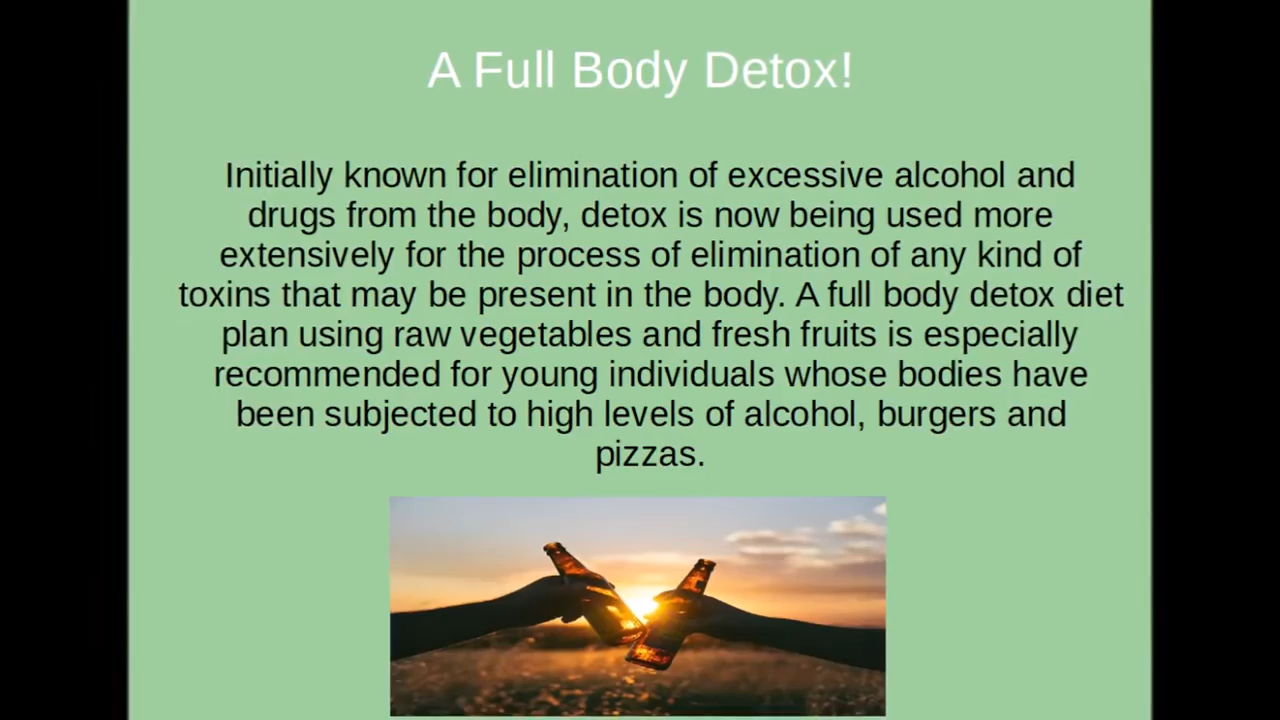 A Full Body Detox!
Initially known for elimination of excessive alcohol and
drugs from the body, detox is now being used more
extensively for the process of elimination of any kind of
toxins that may be present in the body. A full body detox diet
plan using raw vegetables and fresh fruits is especially
recommended for young individuals whose bodies have
been subjected to high levels of alcohol, burgers and
pizzas.